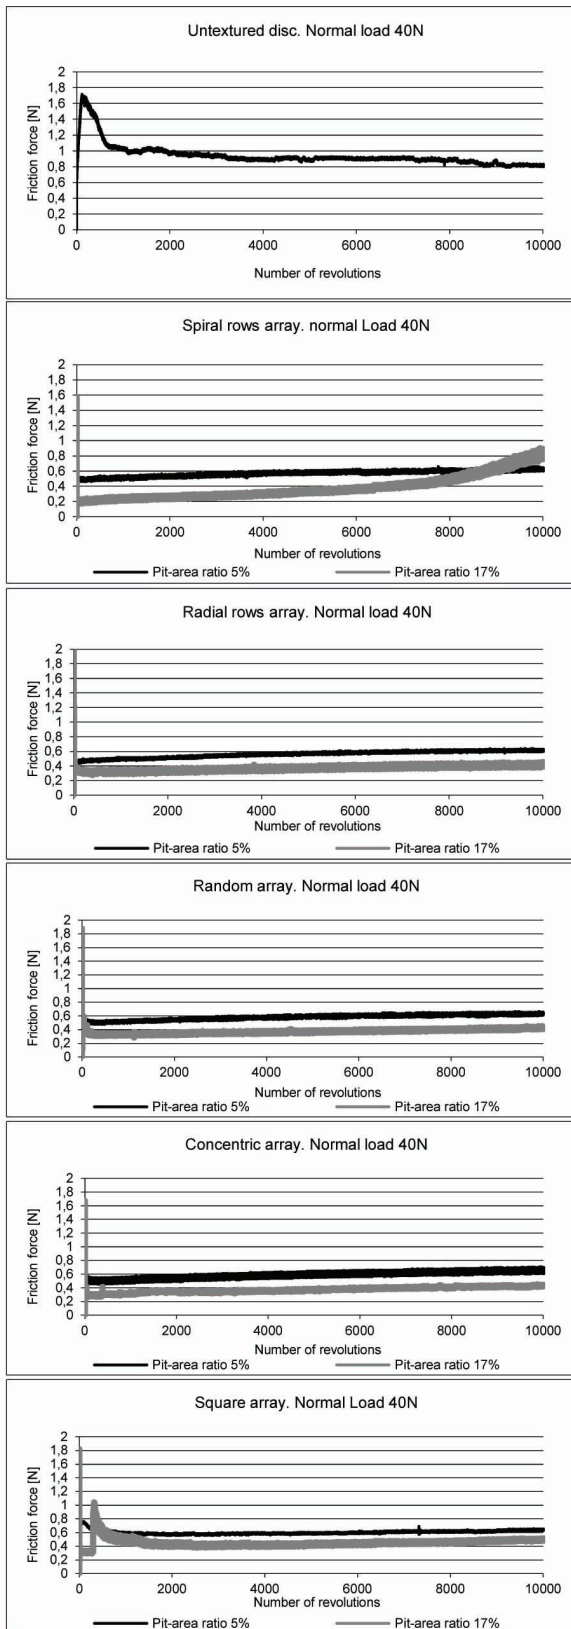 Untextured disc. Normal load 40N
Friction force [N]
2
1,8
1,6
1,4
1,2
1
0,8
0,6
0,4
0,2
0
0 2000 4000 6000 8000 10000
Number of revolutions
Spiral rows array. normal Load 40N
Friction force [N]
2
1,8
1,6
1,4
1,2
1
0,8
0,6
0,4
0,2
0
0 2000 4000 6000 8000 10000
Number of revolutions
Pit-area ratio 5% Pit-area ratio 17%
Radial rows array. Normal load 40N
Friction force [N]
2
1,8
1,6
1,4
1,2
1
0,8
0,6
0,4
0,2
0
0 2000 4000 6000 8000 10000
Number of revolutions
Pit-area ratio 5% Pit-area ratio 17%
Random array. Normal load 40N
Friction force [N]
2
1,8
1,6
1,4
1,2
1
0,8
0,6
0,4
0,2
0
0 2000 4000 6000 8000 10000
Number of revolutions
Pit-area ratio 5% Pit-area ratio 17%
Concentric array. Normal load 40N
Friction force [N]
2
1,8
1,6
1,4
1,2
1
0,8
0,6
0,4
0,2
0
0 2000 4000 6000 8000 10000
Number of revolutions
Pit-area ratio 5% Pit-area ratio 17%
Square array. Normal Load 40N
Friction force [N]
2
1,8
1,6
1,4
1,2
1
0,8
0,6
0,4
0,2
0
0 2000 4000 6000 8000 10000
Number of revolutions
Pit-area ratio 5% Pit-area ratio 17%